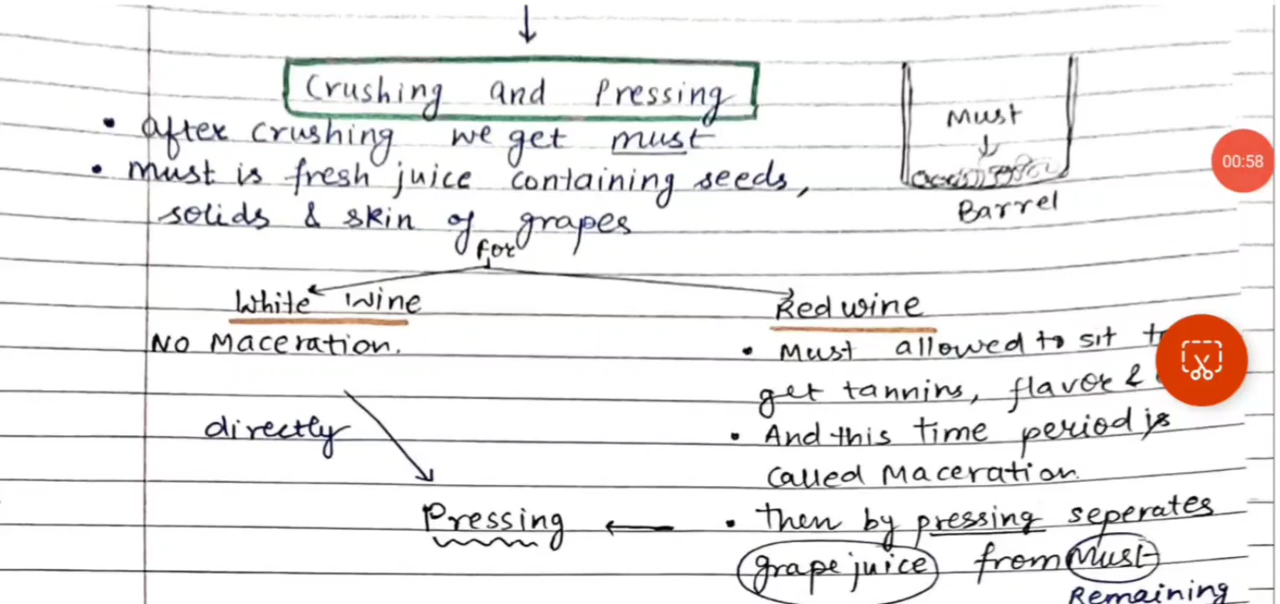 Crushing and Pressing
• after crushing we get must
• Must is fresh juice containing seeds,
solids & skin of grapes
Must
Barrel
00:58
for
White Wine
No Maceration.
directly
Red wine
• Must allowed to sit
get tannins, flavor &
• And this time period is
called Maceration.
• then by pressing seperates
grape juice from Must
Remaining
Pressing